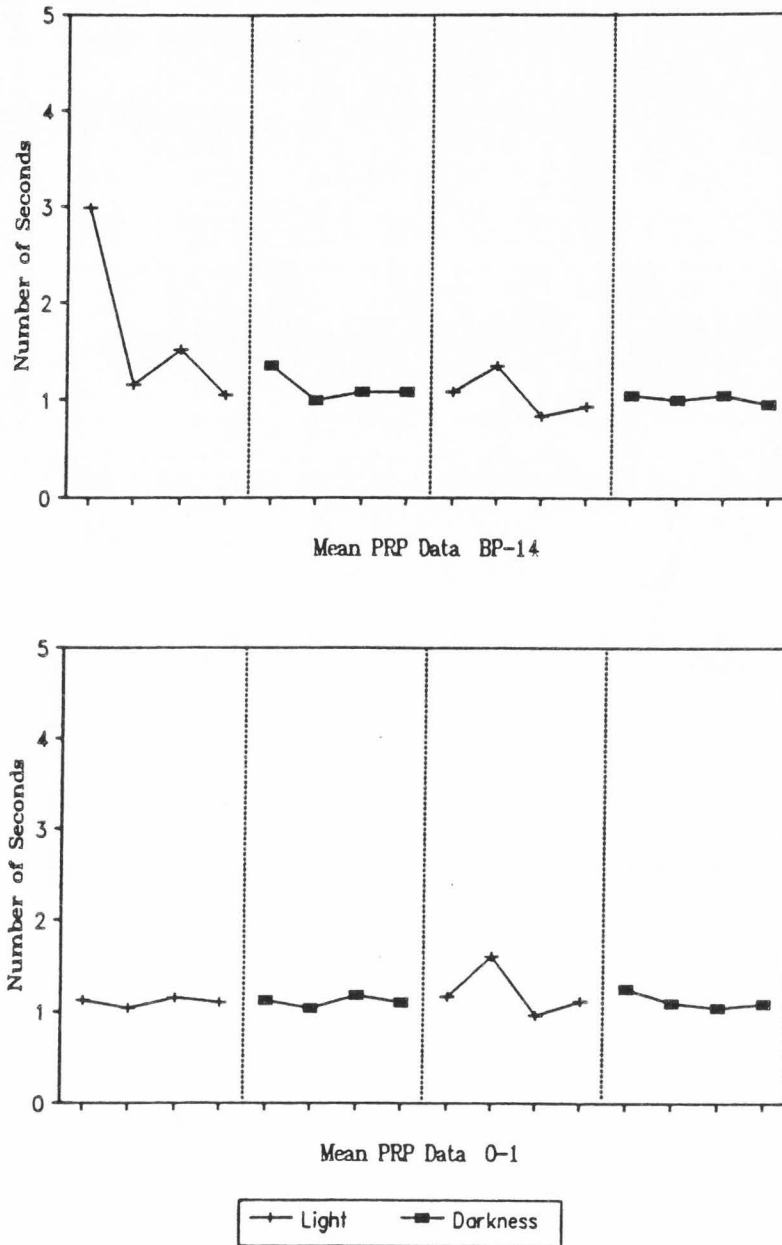 5
4
3
2
1
0
Number of Seconds
Mean PRP Data BP-14
5
4
3
2
1
0
Number of Seconds
Mean PRP Data O-1
Light Darkness